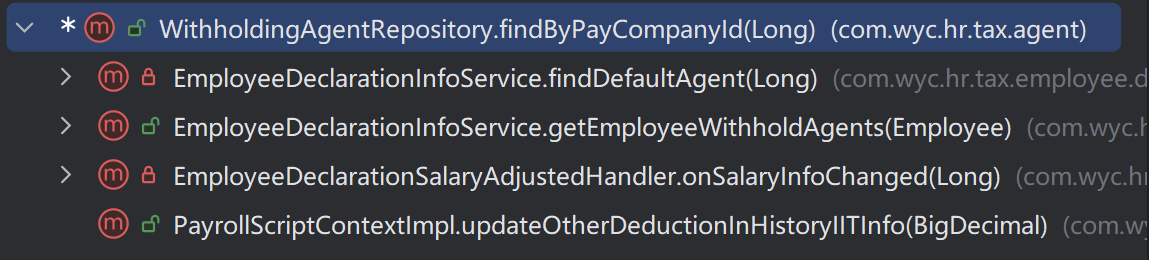 * m WithholdingAgentRepository.findByPayCompanyId(Long) (com.wyc.hr.tax.agent)
m EmployeeDeclarationInfoService.findDefaultAgent(Long) (com.wyc.hr.tax.employee.d
m EmployeeDeclarationInfoService.getEmployeeWithholdAgents(Employee) (com.wyc.h
m EmployeeDeclarationSalaryAdjustedHandler.onSalaryInfoChanged(Long) (com.wyc.hr
m PayrollScriptContextImpl.updateOtherDeductionInHistoryIITInfo(BigDecimal) (com.wy